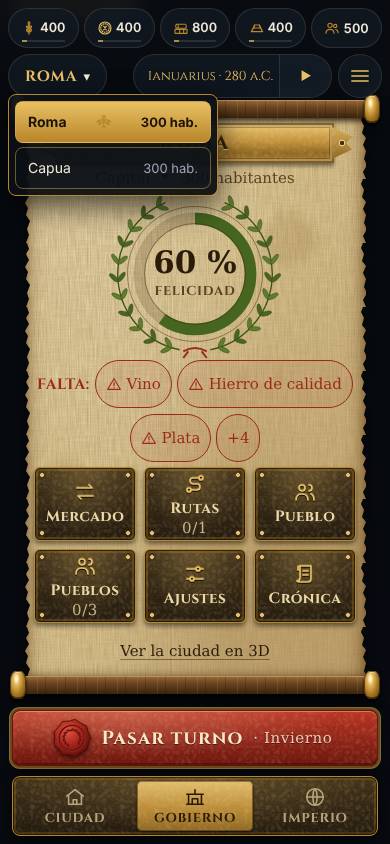 400 400 800 400 500
ROMA ▾ IANUARIUS · 280 A.C.
Roma 300 hab.
Capua 300 hab.
A
habitantes
60 %
FELICIDAD
FALTA: Vino Hierro de calidad
Plata +4
MERCADO RUTAS 0/1 PUEBLO
PUEBLOS 0/3 AJUSTES CRÓNICA
Ver la ciudad en 3D
PASAR TURNO · Invierno
CIUDAD GOBIERNO IMPERIO